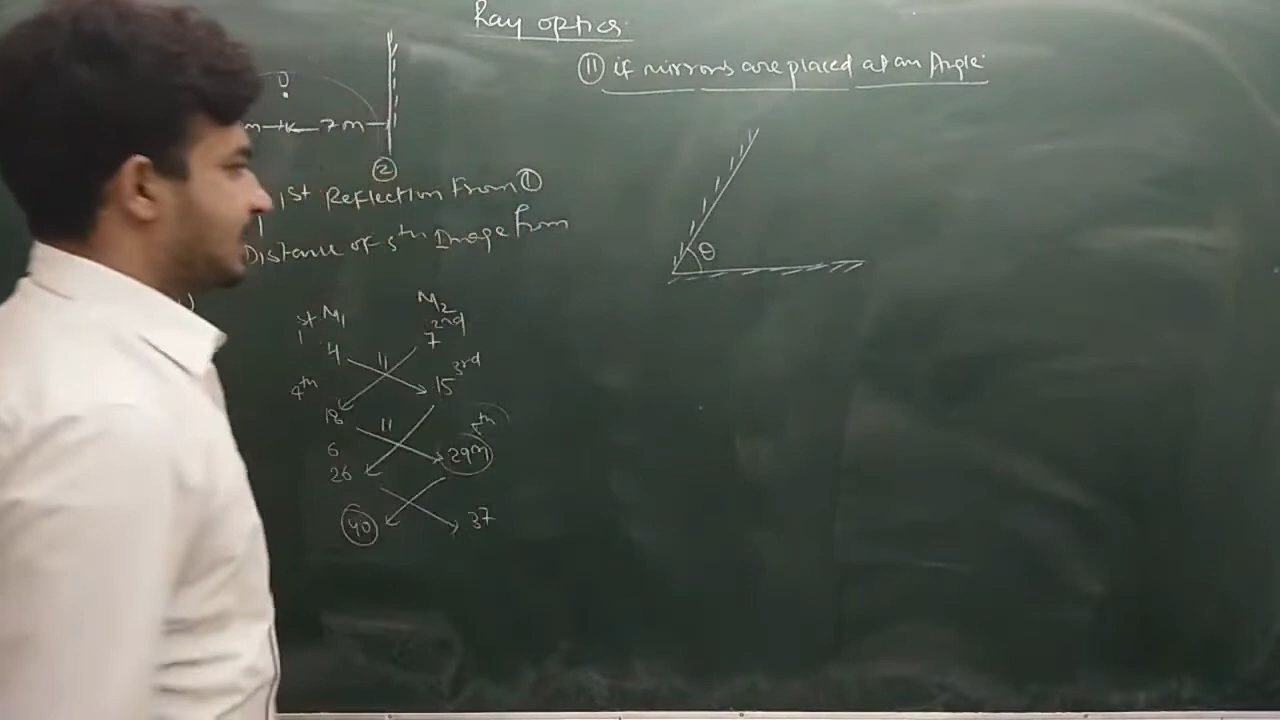 Ray optics
(11) if mirrors are placed at an Angle
0
m 7m
2
1st Reflection From 1
Distance of 5th Image from
θ
1st M1 M2
2nd
4 11 7
3rd
15
4th
18 11
29m
6
26
40 37